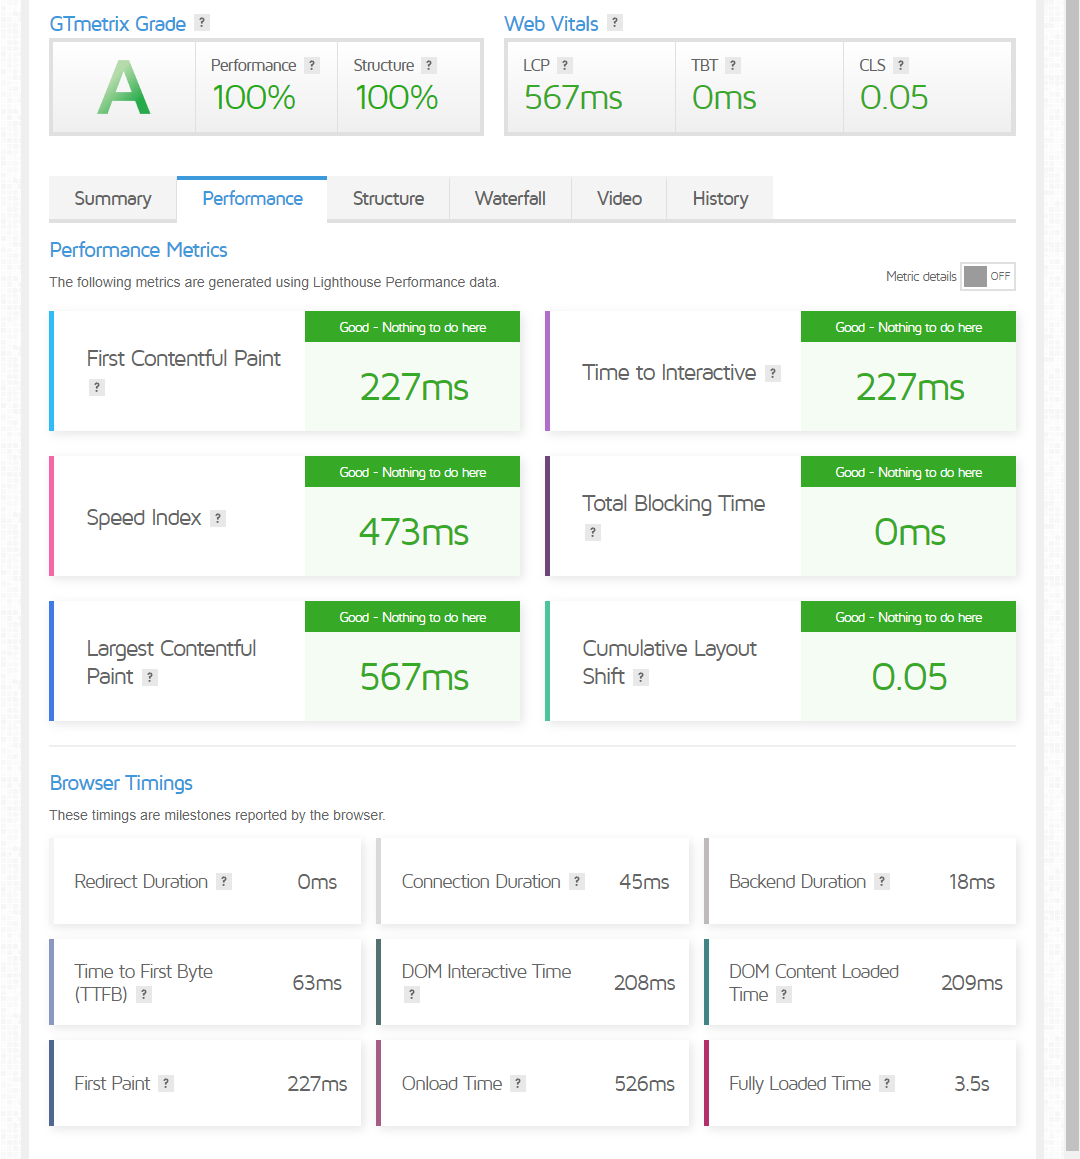 GTmetrix Grade ?
Web Vitals ?
A
Performance ?
100%
Structure ?
100%
LCP ?
567ms
TBT ?
0ms
CLS ?
0.05
Summary Performance Structure Waterfall Video History
Performance Metrics
The following metrics are generated using Lighthouse Performance data.
Metric details OFF
First Contentful Paint ?
Good - Nothing to do here
227ms
Time to Interactive ?
Good - Nothing to do here
227ms
Speed Index ?
Good - Nothing to do here
473ms
Total Blocking Time ?
Good - Nothing to do here
0ms
Largest Contentful
Paint ?
Good - Nothing to do here
567ms
Cumulative Layout
Shift ?
Good - Nothing to do here
0.05
Browser Timings
These timings are milestones reported by the browser.
Redirect Duration ? 0ms
Connection Duration ? 45ms
Backend Duration ? 18ms
Time to First Byte
(TTFB) ? 63ms
DOM Interactive Time
? 208ms
DOM Content Loaded
Time ? 209ms
First Paint ? 227ms
Onload Time ? 526ms
Fully Loaded Time ? 3.5s